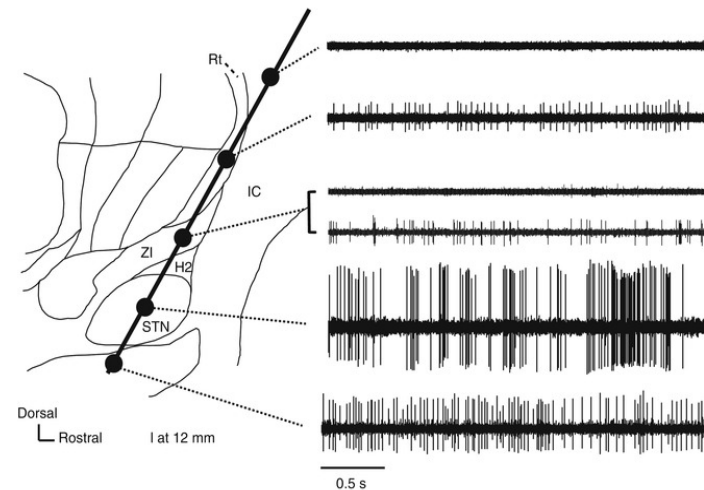 Rt
IC
ZI
H2
STN
Dorsal
Rostral
l at 12 mm
0.5 s